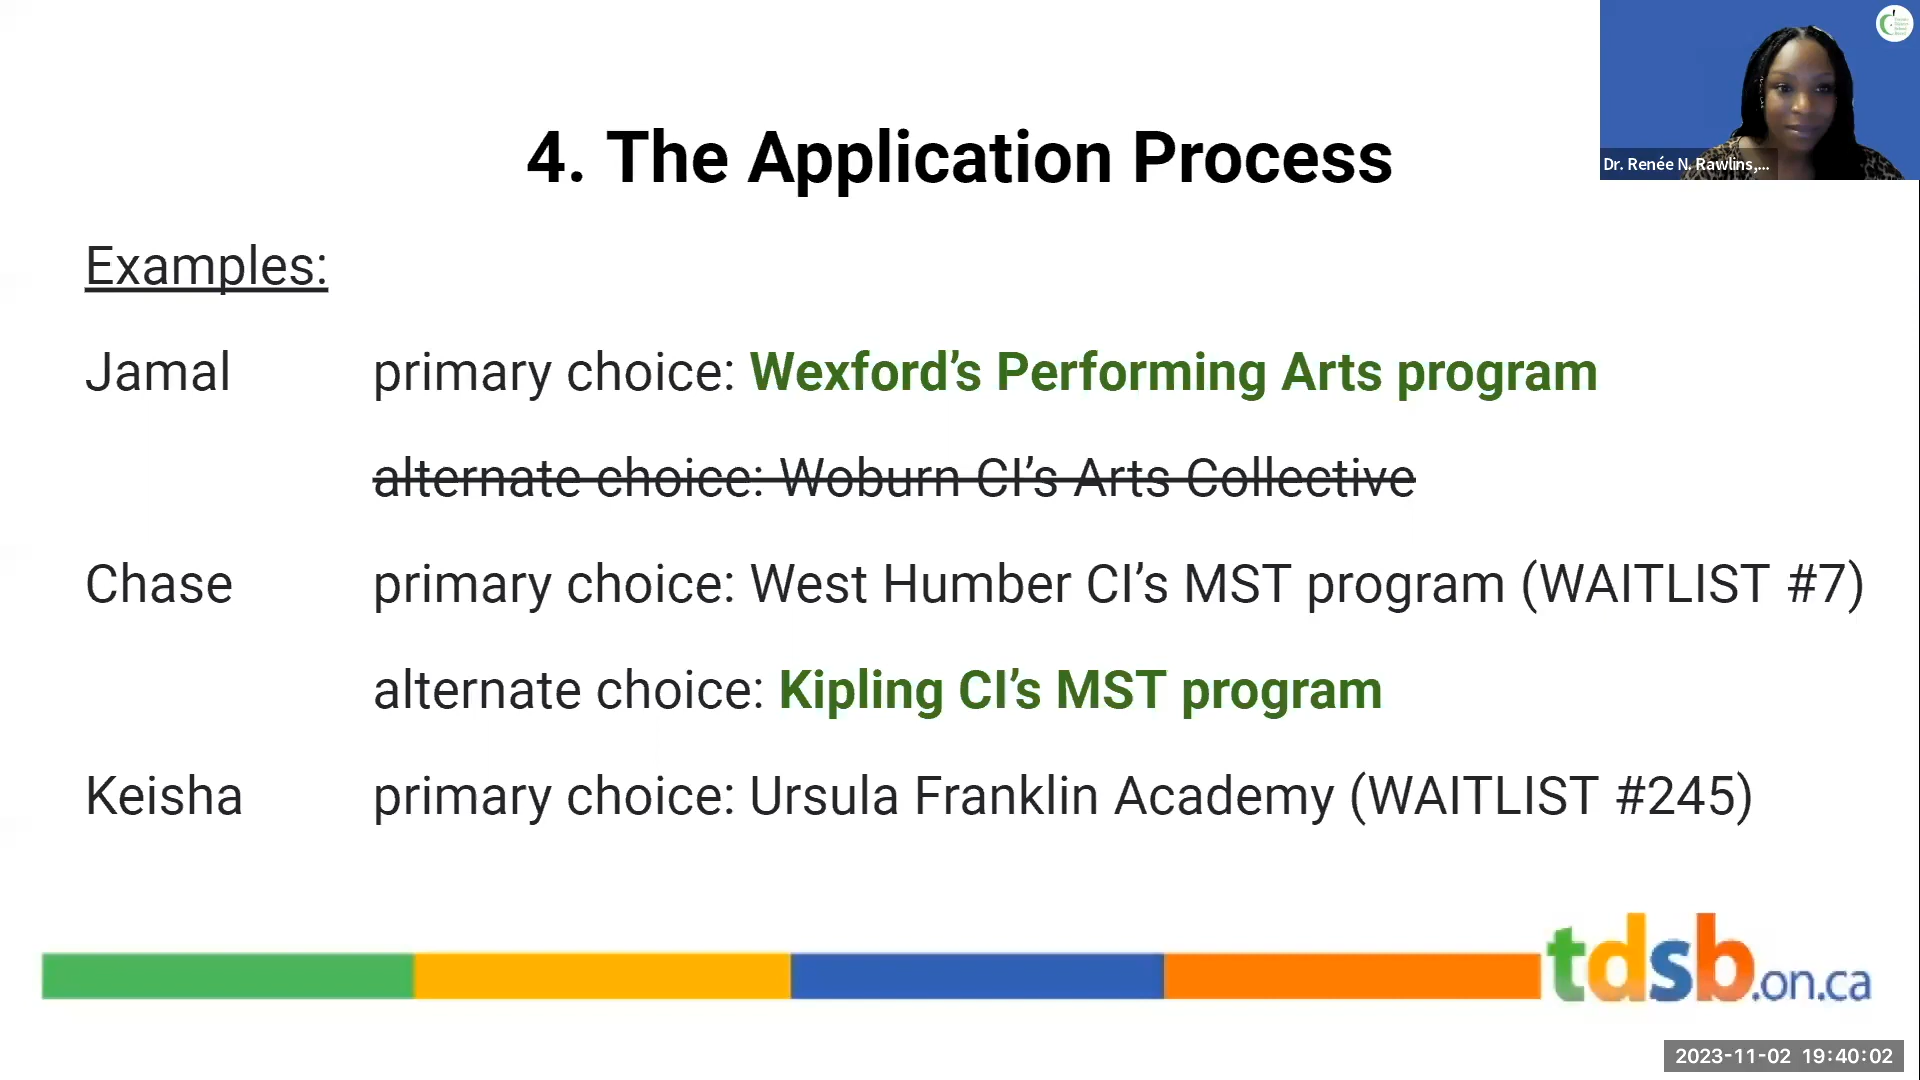 4. The Application Process
Dr. Renée N. Rawlins,...
Examples:
Jamal primary choice: Wexford's Performing Arts program
alternate choice: Woburn CI's Arts Collective
Chase primary choice: West Humber CI's MST program (WAITLIST #7)
alternate choice: Kipling CI's MST program
Keisha primary choice: Ursula Franklin Academy (WAITLIST #245)
tdsb.on.ca
2023-11-02 19:40:02